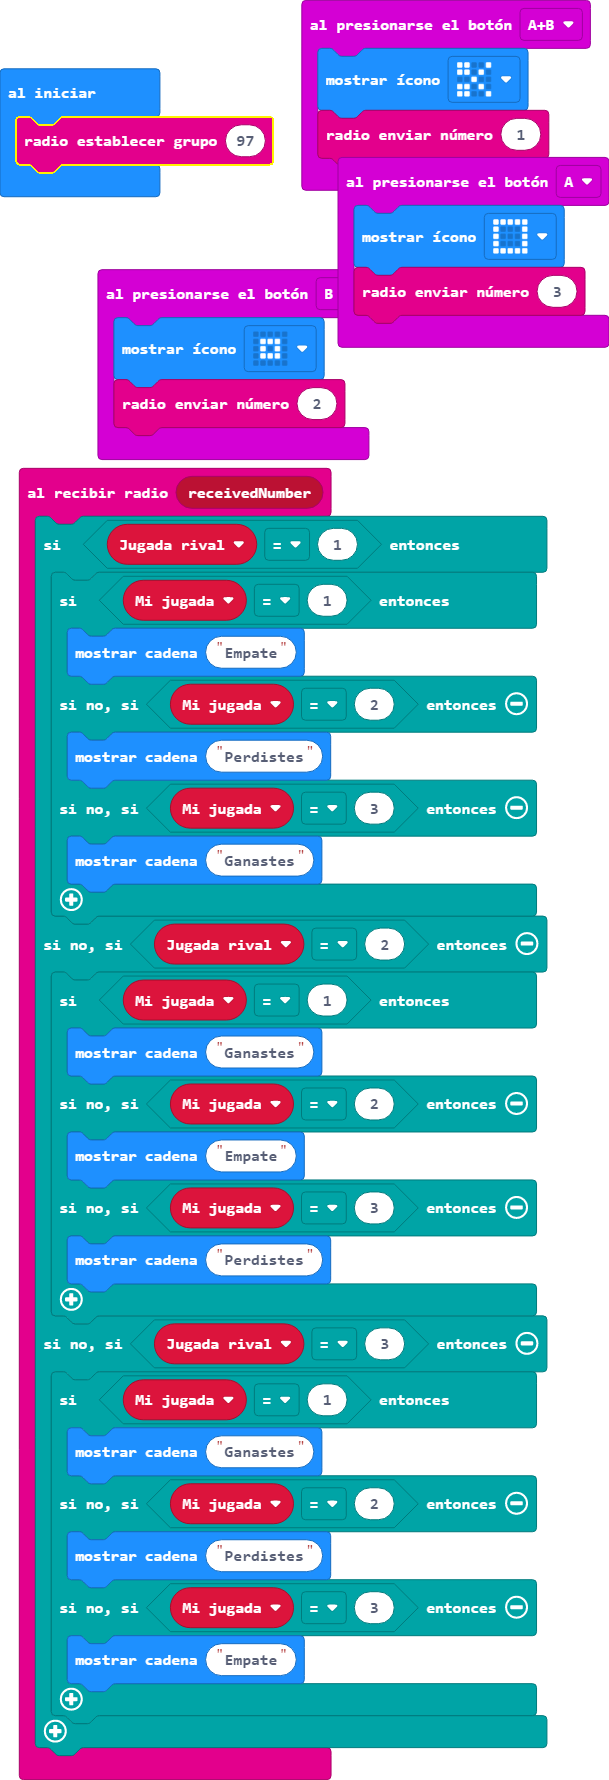 al presionarse el botón A+B
mostrar ícono
radio enviar número 1
al iniciar
radio establecer grupo 97
al presionarse el botón A
mostrar ícono
radio enviar número 3
al presionarse el botón B
mostrar ícono
radio enviar número 2
al recibir radio receivedNumber
si Jugada rival = 1 entonces
si Mi jugada = 1 entonces
mostrar cadena "Empate"
si no, si Mi jugada = 2 entonces
mostrar cadena "Perdistes"
si no, si Mi jugada = 3 entonces
mostrar cadena "Ganastes"
si no, si Jugada rival = 2 entonces
si Mi jugada = 1 entonces
mostrar cadena "Ganastes"
si no, si Mi jugada = 2 entonces
mostrar cadena "Empate"
si no, si Mi jugada = 3 entonces
mostrar cadena "Perdistes"
si no, si Jugada rival = 3 entonces
si Mi jugada = 1 entonces
mostrar cadena "Ganastes"
si no, si Mi jugada = 2 entonces
mostrar cadena "Perdistes"
si no, si Mi jugada = 3 entonces
mostrar cadena "Empate"